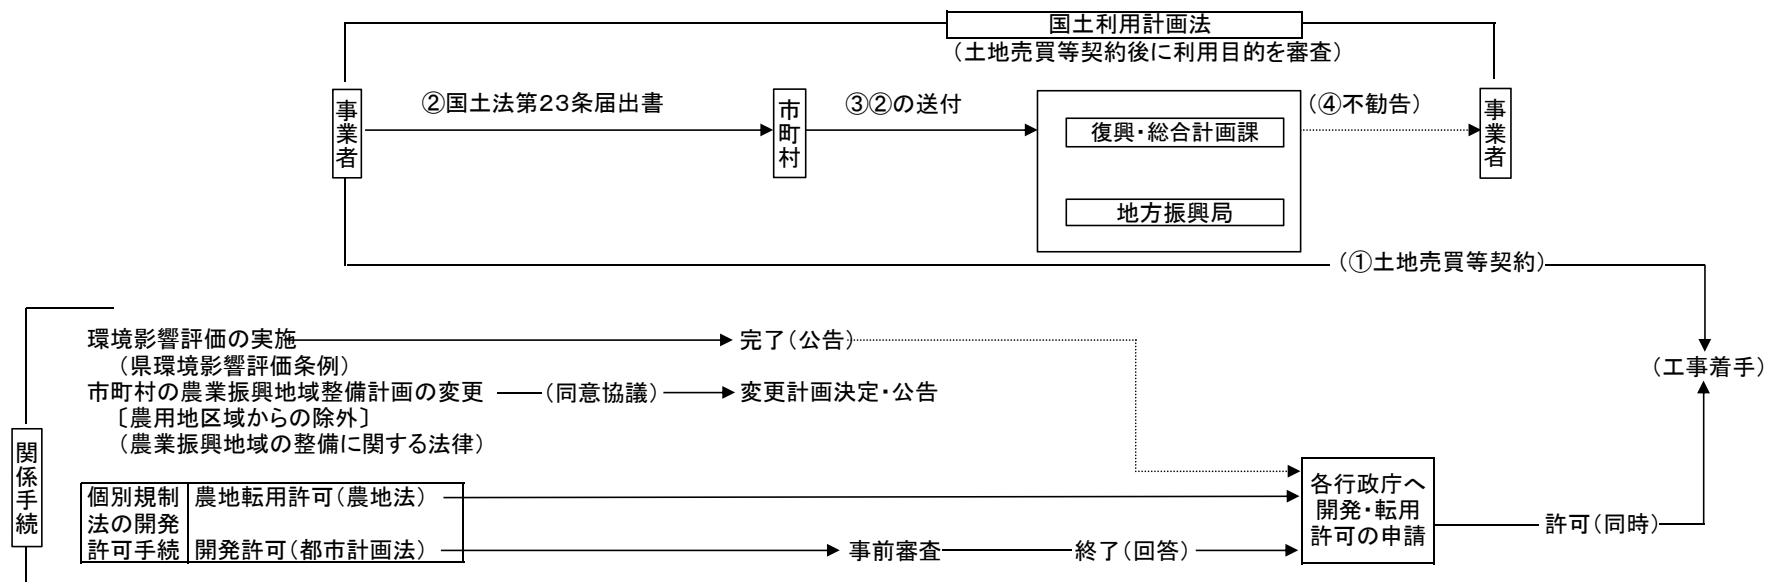 国土利用計画法
(土地売買等契約後に利用目的を審査)
事業者
②国土法第23条届出書
市町村
③②の送付
復興・総合計画課
地方振興局
(④不勧告)
事業者
(①土地売買等契約)
(工事着手)
関係手続
環境影響評価の実施
(県環境影響評価条例)
完了(公告)
市町村の農業振興地域整備計画の変更
(同意協議)
変更計画決定・公告
〔農用地区域からの除外〕
(農業振興地域の整備に関する法律)
個別規制
法の開発
許可手続
農地転用許可(農地法)
開発許可(都市計画法)
事前審査
終了(回答)
各行政庁へ
開発・転用
許可の申請
許可(同時)